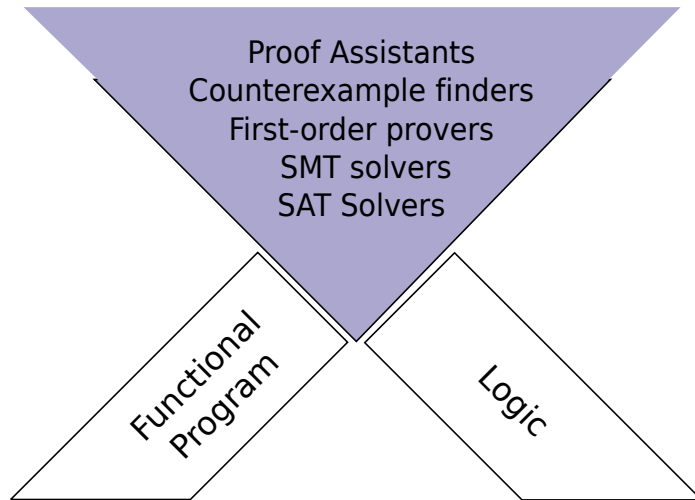 Proof Assistants
Counterexample finders
First-order provers
SMT solvers
SAT Solvers
Functional
Program
Logic